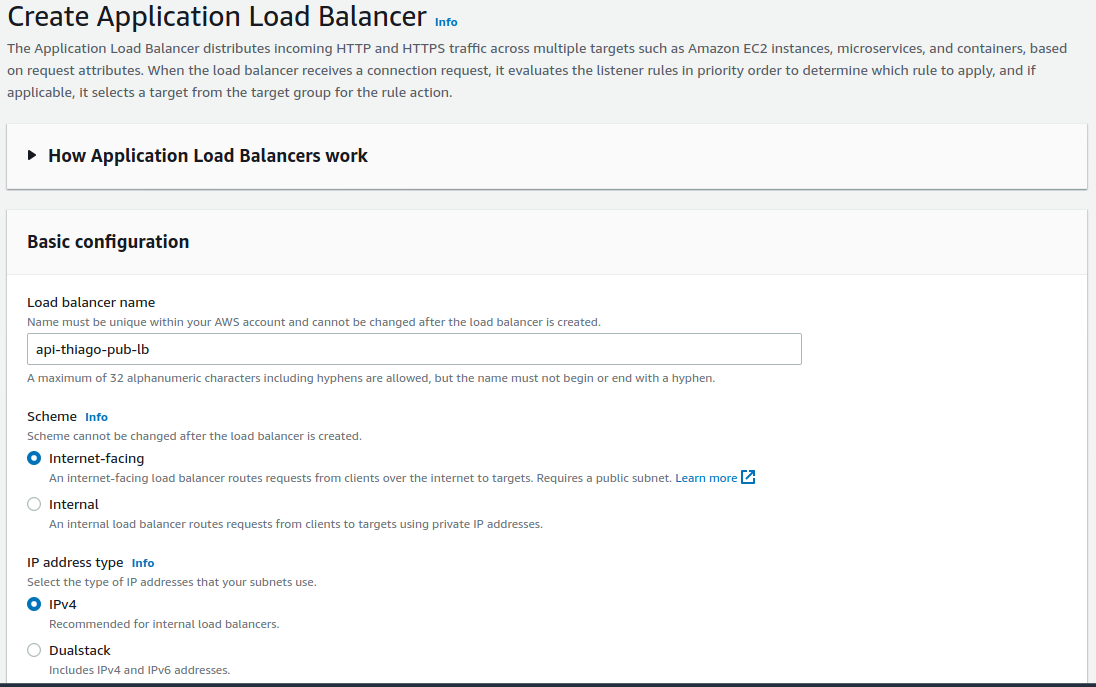 Create Application Load Balancer Info
The Application Load Balancer distributes incoming HTTP and HTTPS traffic across multiple targets such as Amazon EC2 instances, microservices, and containers, based
on request attributes. When the load balancer receives a connection request, it evaluates the listener rules in priority order to determine which rule to apply, and if
applicable, it selects a target from the target group for the rule action.
How Application Load Balancers work
Basic configuration
Load balancer name
Name must be unique within your AWS account and cannot be changed after the load balancer is created.
api-thiago-pub-lb
A maximum of 32 alphanumeric characters including hyphens are allowed, but the name must not begin or end with a hyphen.
Scheme Info
Scheme cannot be changed after the load balancer is created.
Internet-facing
An internet-facing load balancer routes requests from clients over the internet to targets. Requires a public subnet. Learn more
Internal
An internal load balancer routes requests from clients to targets using private IP addresses.
IP address type Info
Select the type of IP addresses that your subnets use.
IPv4
Recommended for internal load balancers.
Dualstack
Includes IPv4 and IPv6 addresses.